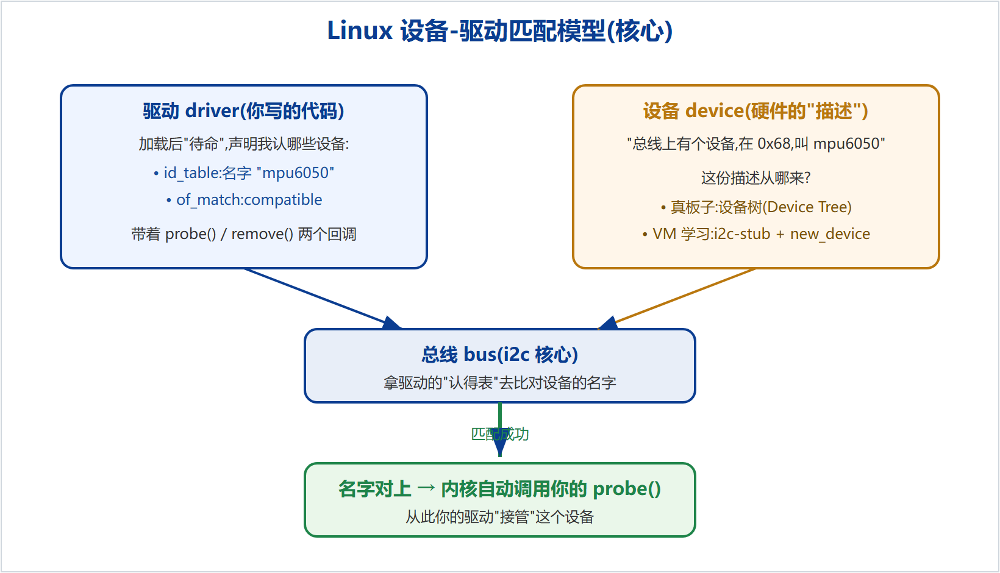 Linux 设备-驱动匹配模型(核心)
驱动 driver(你写的代码)
加载后"待命",声明我认哪些设备:
• id_table:名字 "mpu6050"
• of_match:compatible
带着 probe() / remove() 两个回调
设备 device(硬件的"描述")
"总线上有个设备,在 0x68,叫 mpu6050"
这份描述从哪来?
• 真板子:设备树(Device Tree)
• VM 学习:i2c-stub + new_device
总线 bus(i2c 核心)
拿驱动的"认得表"去比对设备的名字
匹配成功
名字对上 → 内核自动调用你的 probe()
从此你的驱动"接管"这个设备